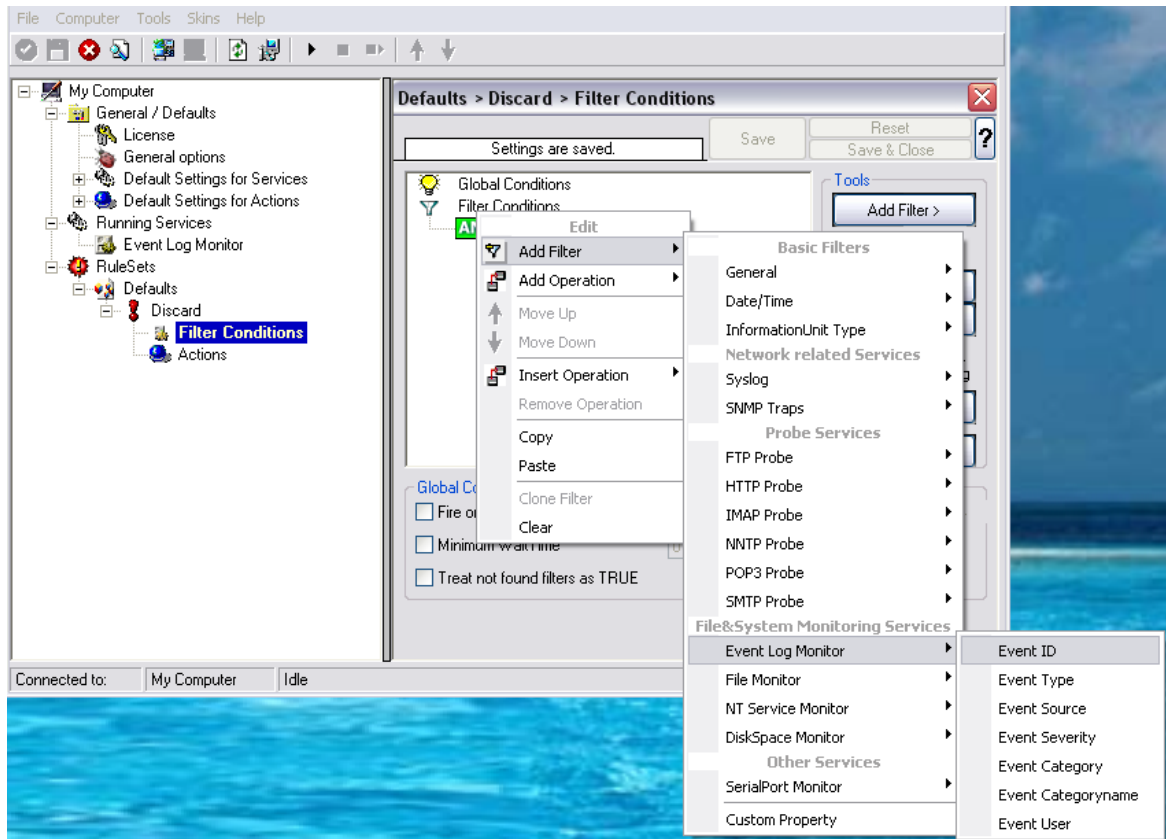 File Computer Tools Skins Help
My Computer
General / Defaults
License
General options
Default Settings for Services
Default Settings for Actions
Running Services
Event Log Monitor
RuleSets
Defaults
Discard
Filter Conditions
Actions
Defaults > Discard > Filter Conditions
Settings are saved.
Save
Reset
Save & Close
?
Global Conditions
Filter Conditions
Tools
Add Filter >
Edit
Add Filter
Add Operation
Move Up
Move Down
Insert Operation
Remove Operation
Copy
Paste
Clone Filter
Clear
Global
Fire
Minimum WaitTime
Treat not found filters as TRUE
Basic Filters
General
Date/Time
InformationUnit Type
Network related Services
Syslog
SNMP Traps
Probe Services
FTP Probe
HTTP Probe
IMAP Probe
NNTP Probe
POP3 Probe
SMTP Probe
File&System Monitoring Services
Event Log Monitor
File Monitor
NT Service Monitor
DiskSpace Monitor
Other Services
SerialPort Monitor
Custom Property
Event ID
Event Type
Event Source
Event Severity
Event Category
Event Categoryname
Event User
Connected to: My Computer Idle